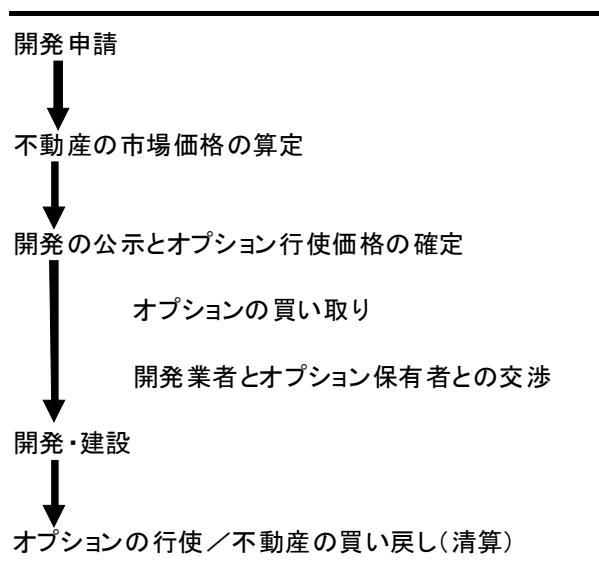 開発申請
不動産の市場価格の算定
開発の公示とオプション行使価格の確定
オプションの買い取り
開発業者とオプション保有者との交渉
開発・建設
オプションの行使／不動産の買い戻し（清算）